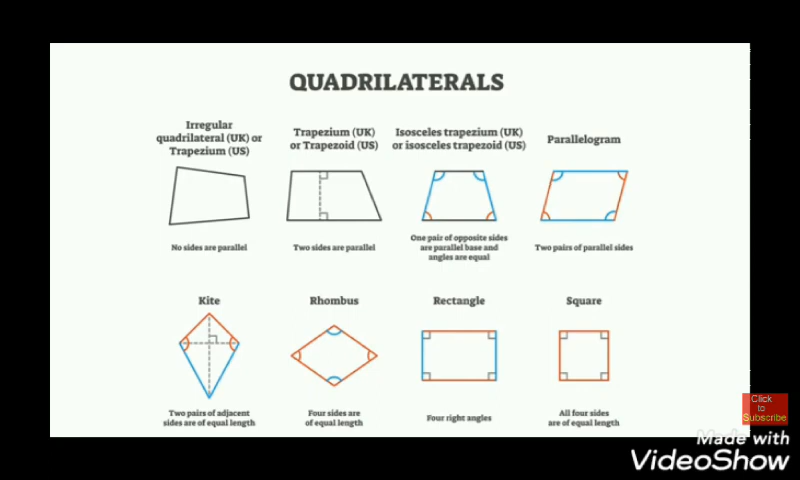 QUADRILATERALS
Irregular
quadrilateral (UK) or
Trapezium (US)
Trapezium (UK)
or Trapezoid (US)
Isosceles trapezium (UK)
or isosceles trapezoid (US)
Parallelogram
No sides are parallel
Two sides are parallel
One pair of opposite sides
are parallel base and
angles are equal
Two pairs of parallel sides
Kite
Rhombus
Rectangle
Square
Two pairs of adjacent
sides are of equal length
Four sides are
of equal length
Four right angles
All four sides
are of equal length
Click
to
Subscribe
Made with
VideoShow